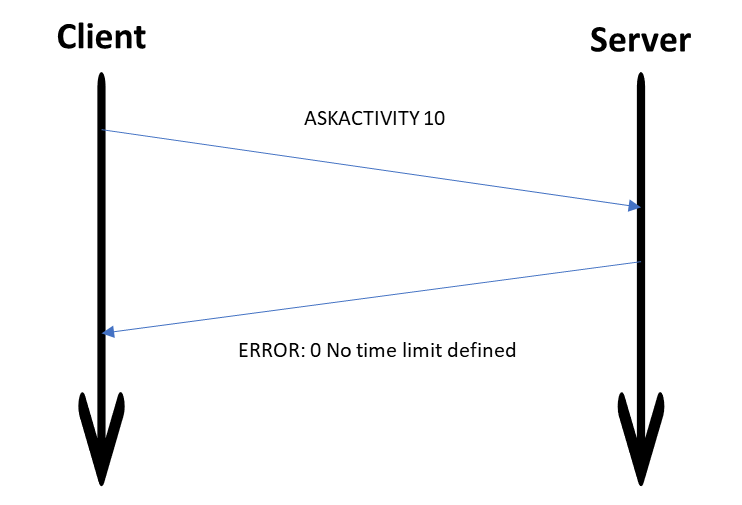 Client
Server
ASKACTIVITY 10
ERROR: 0 No time limit defined